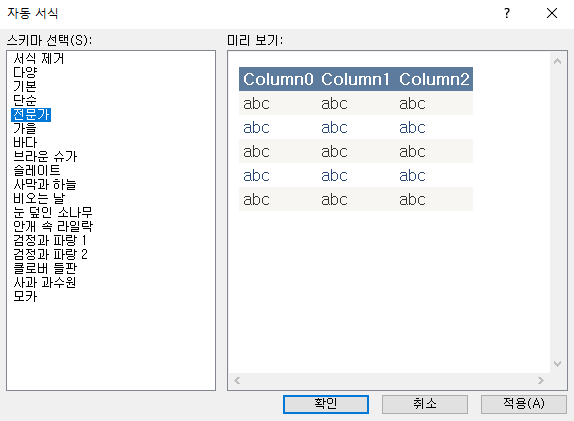 자동 서식
?
스키마 선택(S):
서식 제거
다양
기본
단순
전문가
가을
바다
브라운 슈가
슬레이트
사막과 하늘
비오는 날
눈 덮인 소나무
안개 속 라일락
검정과 파랑 1
검정과 파랑 2
클로버 들판
사과 과수원
모카
미리 보기:
Column0 Column1 Column2
abc abc abc
abc abc abc
abc abc abc
abc abc abc
abc abc abc
확인 취소 적용(A)